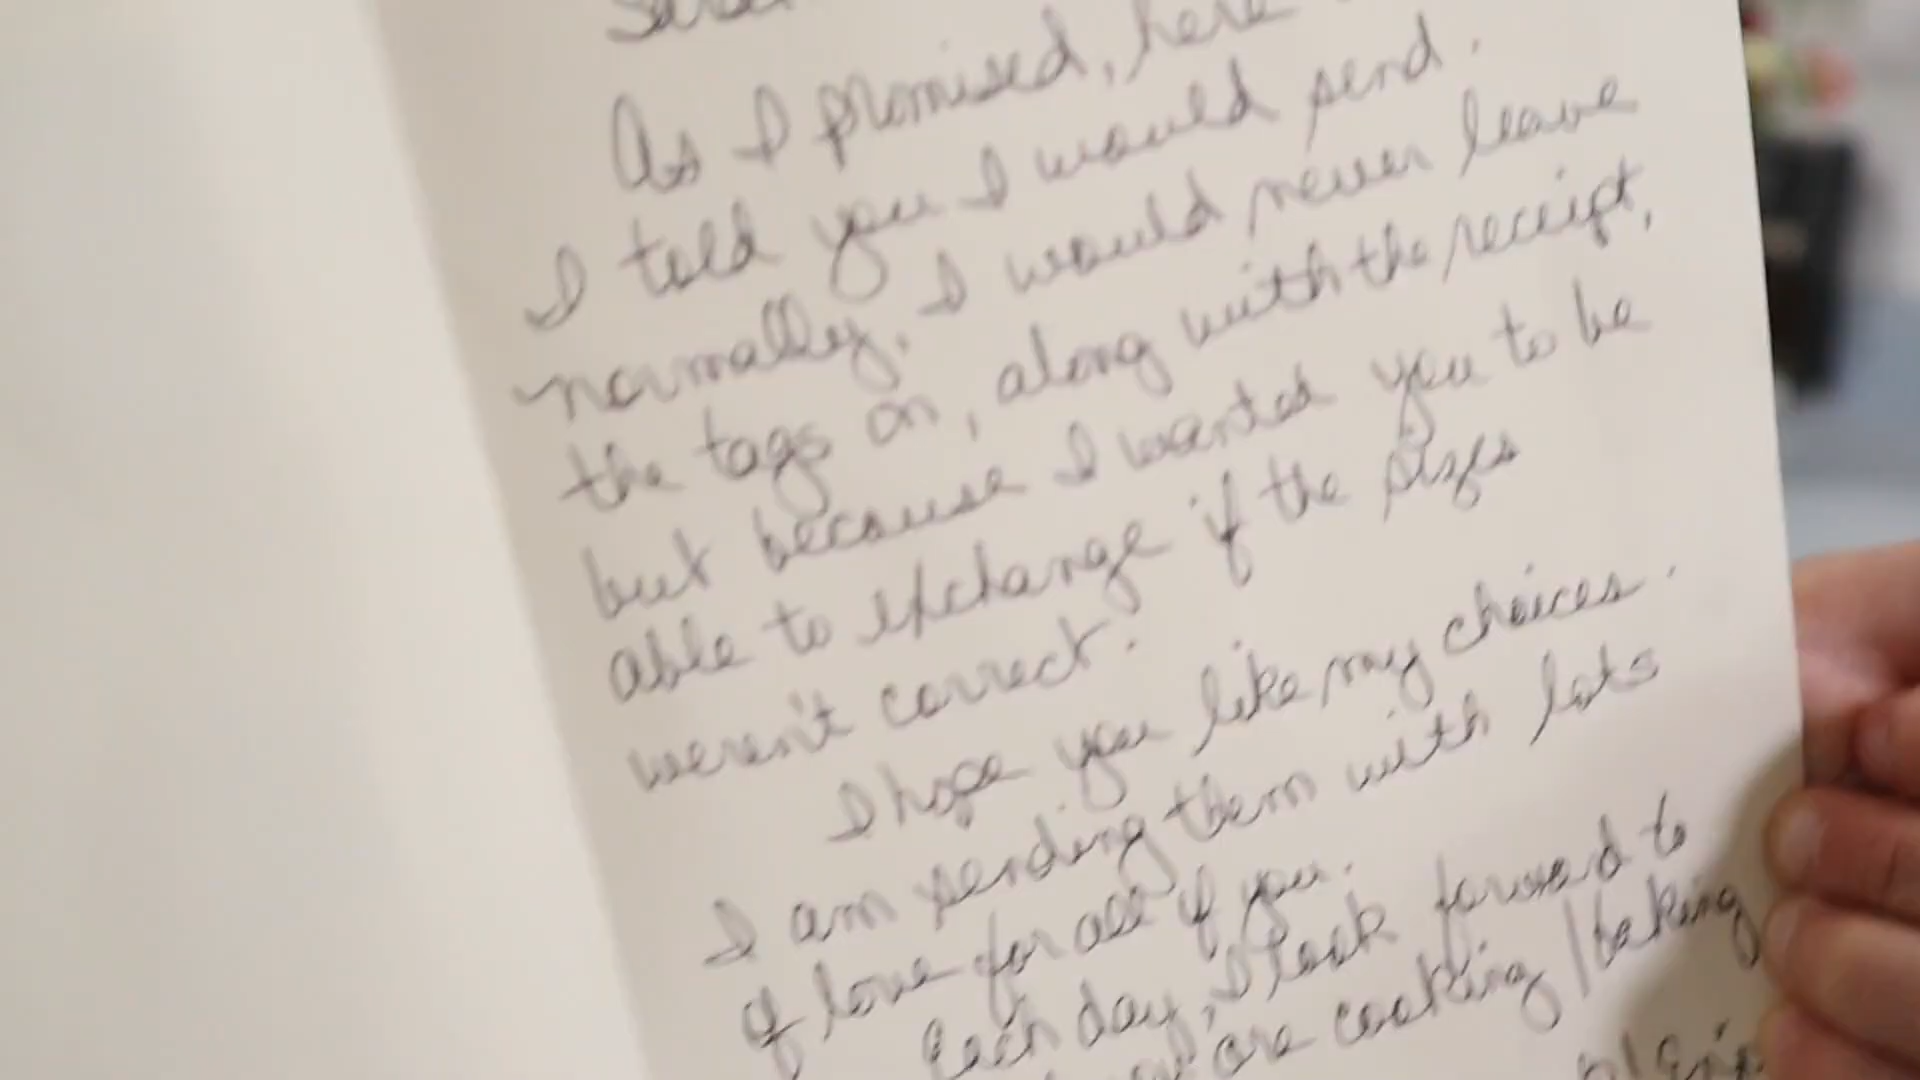 As I promised, here
I told you I would send.
normally, I would never leave
the tags on, along with the receipt,
but because I wanted you to be
able to exchange if the sizes
weren't correct.
I hope you like my choices.
I am sending them with lots
of love for all of you.
Each day, I look forward to
are cooking/baking